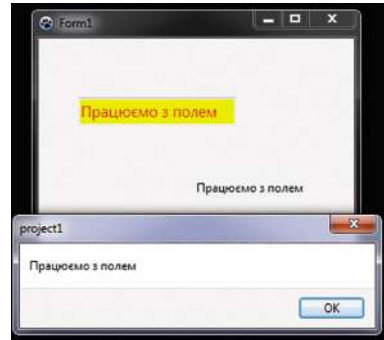 Form1
Працюємо з полем
Працюємо з полем
project1
Працюємо з полем
OK